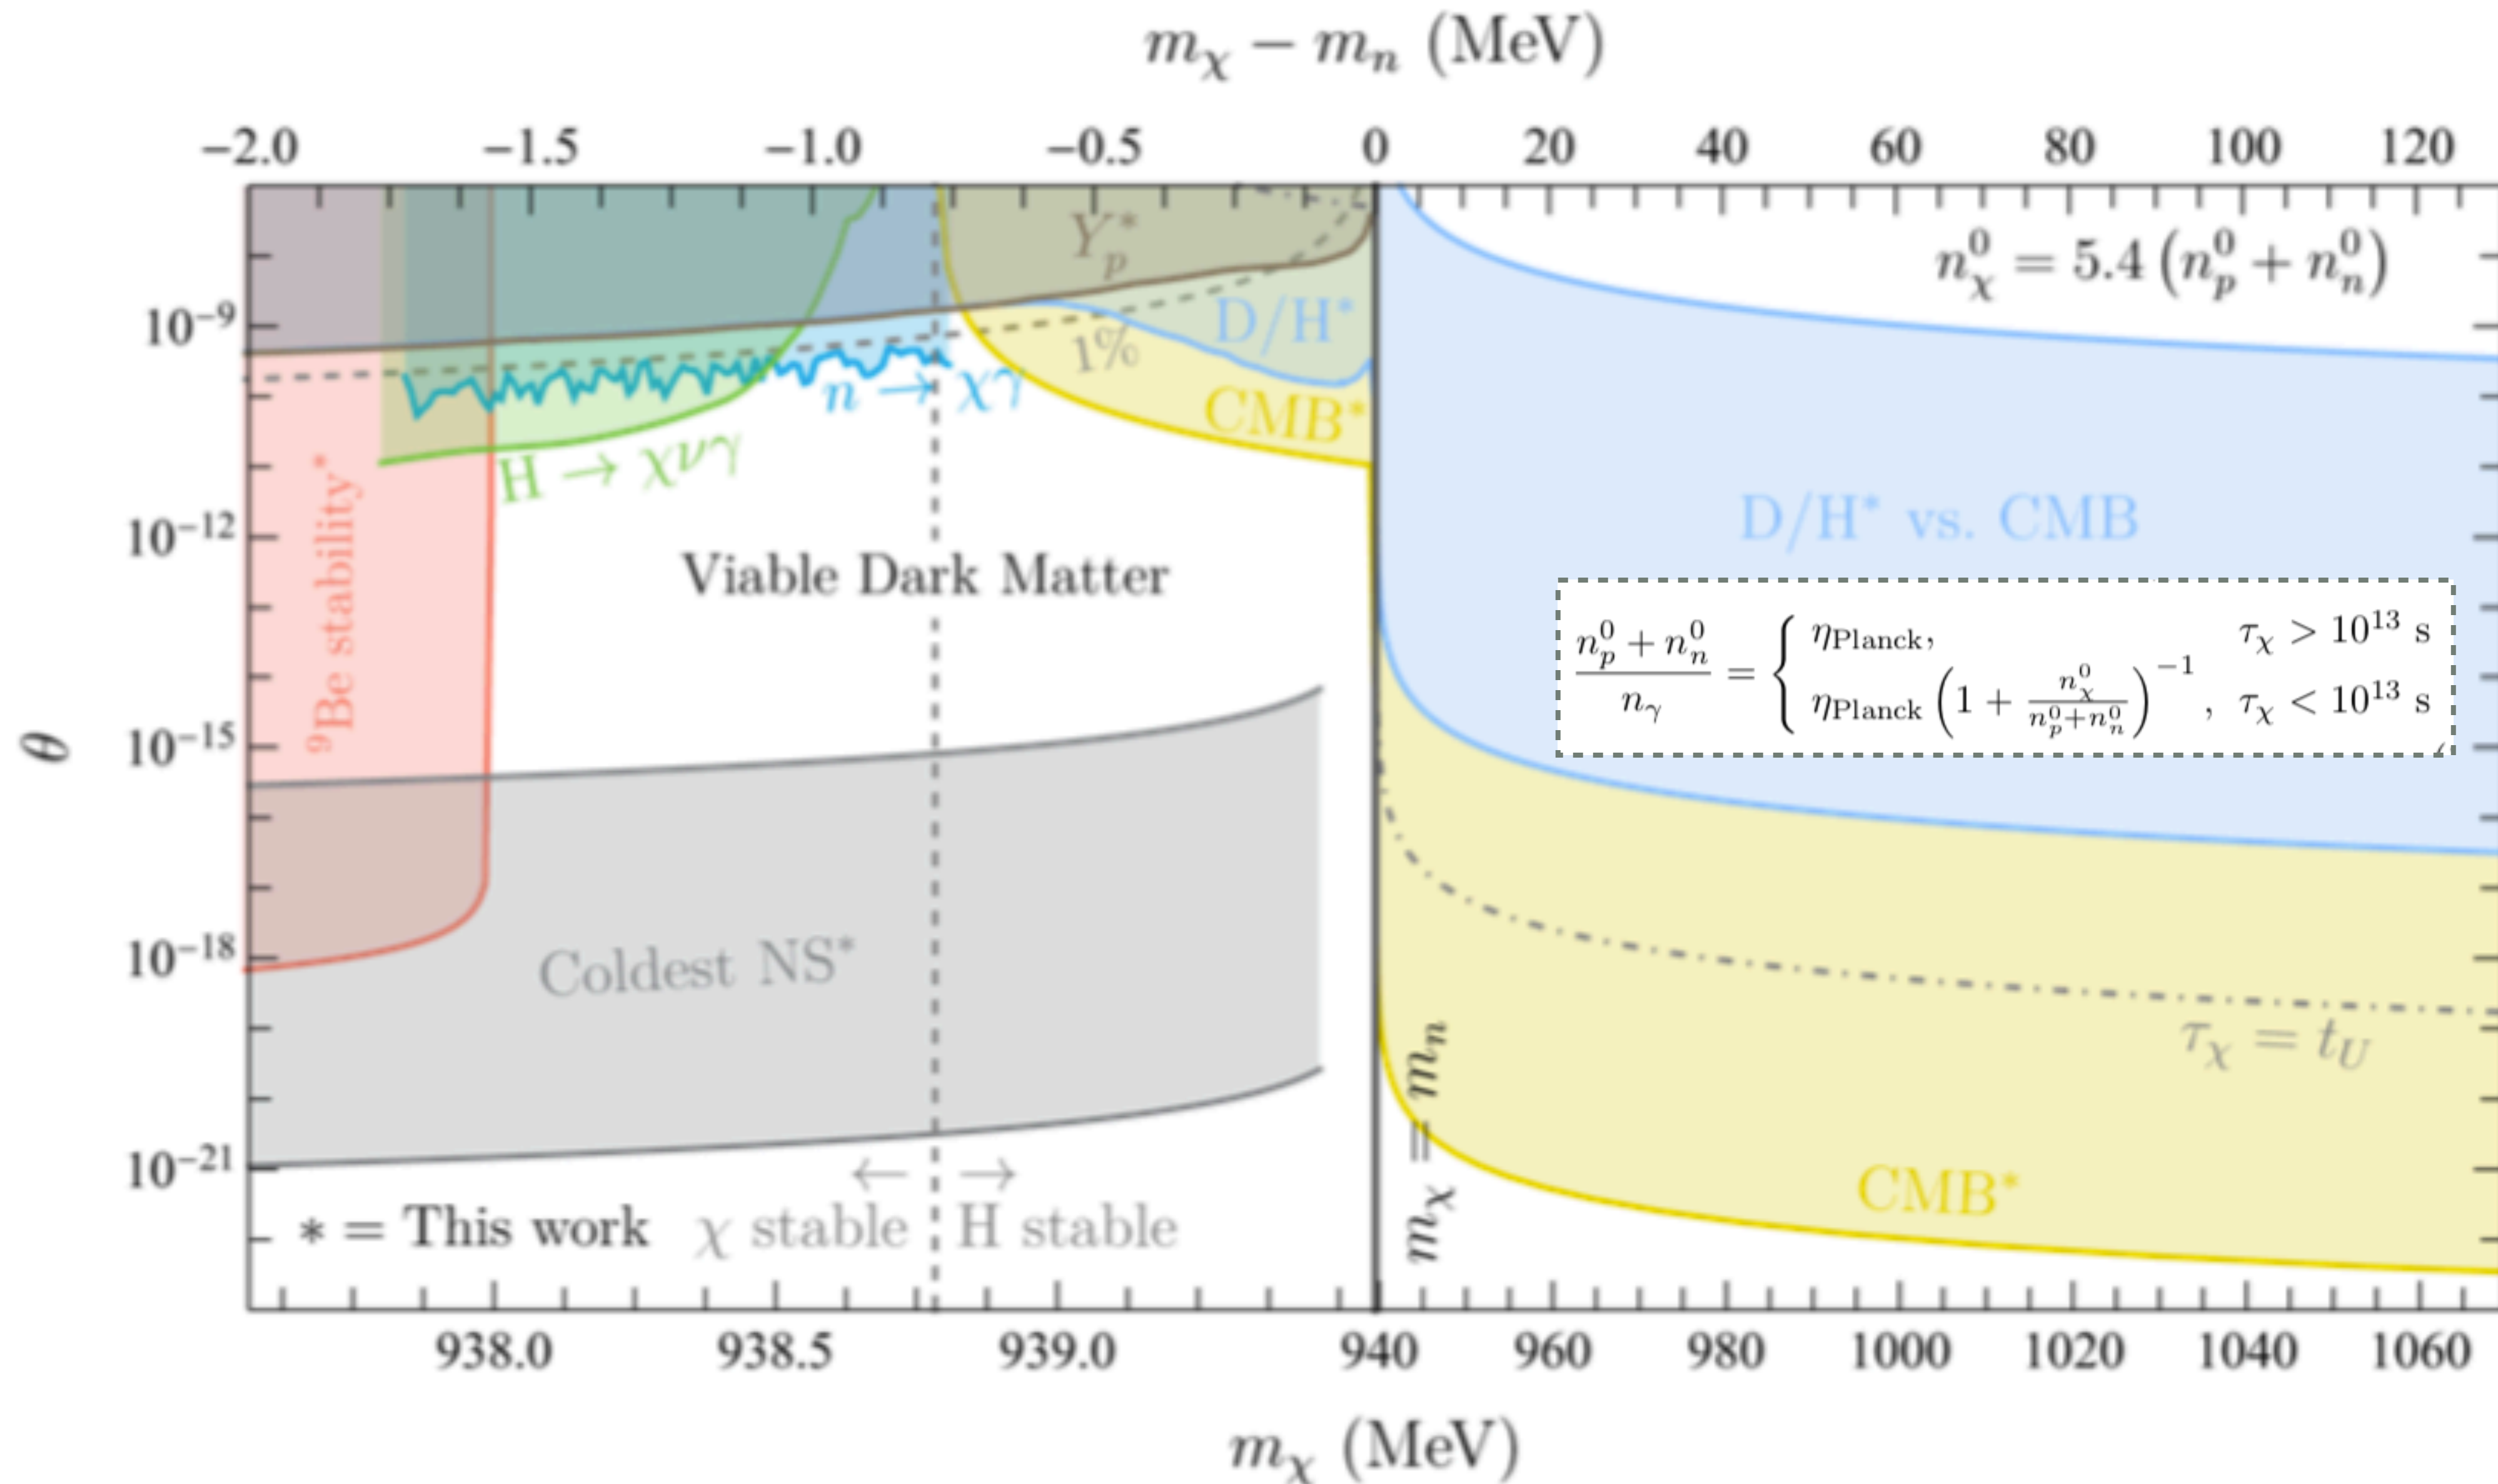 m_χ − m_n (MeV)
−2.0 −1.5 −1.0 −0.5 0 20 40 60 80 100 120
n_χ^0 = 5.4 (n_p^0 + n_n^0)
Y_p^*
D/H*
1%
10^−9
n → χγ
CMB*
H → χνγ
⁹Be stability*
10^−12
D/H* vs. CMB
Viable Dark Matter
\frac{n_p^0 + n_n^0}{n_γ} = { η_Planck, τ_χ > 10^13 s
η_Planck (1 + \frac{n_χ^0}{n_p^0+n_n^0})^−1, τ_χ < 10^13 s
10^−15
θ
10^−18
Coldest NS*
τ_χ = t_U
m_χ = m_n
10^−21
CMB*
← →
* = This work χ stable H stable
938.0 938.5 939.0 940 960 980 1000 1020 1040 1060
m_χ (MeV)